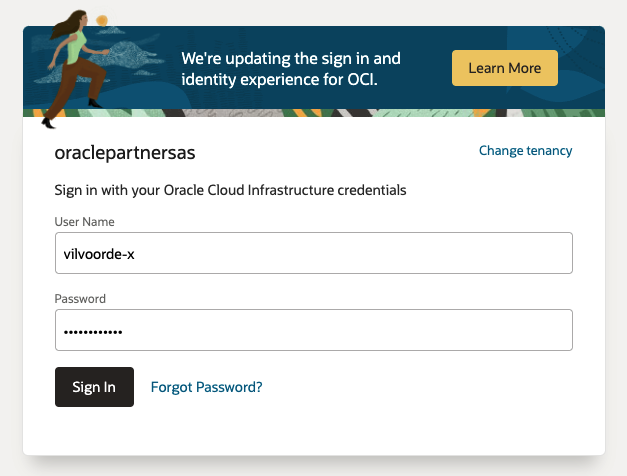 We're updating the sign in and
identity experience for OCI.
Learn More
oraclepartnersas
Change tenancy
Sign in with your Oracle Cloud Infrastructure credentials
User Name
vilvoorde-x
Password
••••••••••••
Sign In
Forgot Password?